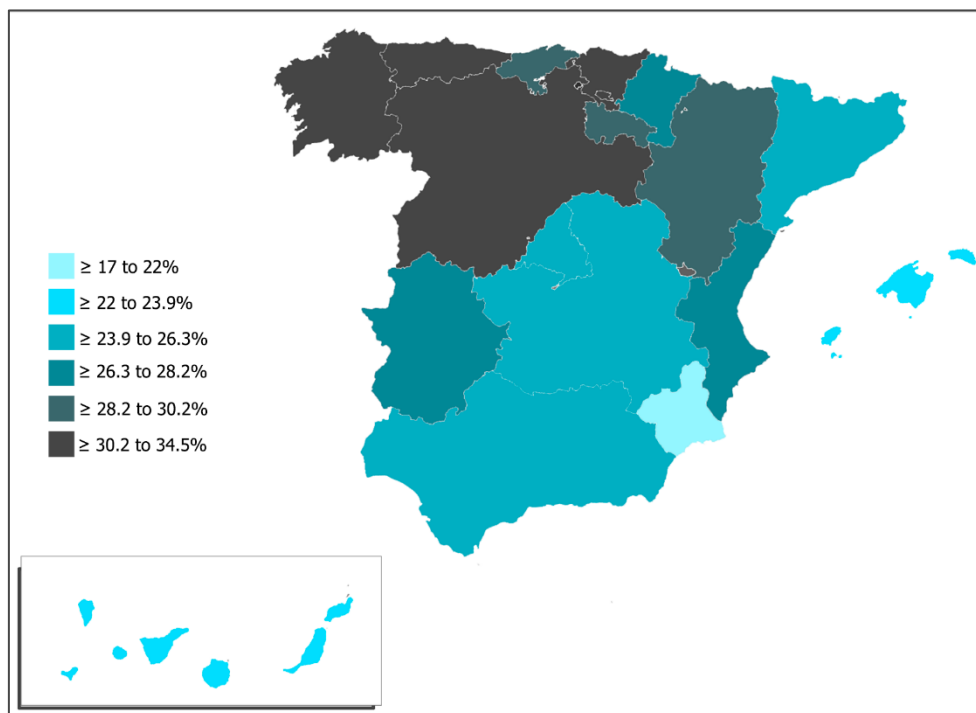 ≥ 17 to 22%
≥ 22 to 23.9%
≥ 23.9 to 26.3%
≥ 26.3 to 28.2%
≥ 28.2 to 30.2%
≥ 30.2 to 34.5%